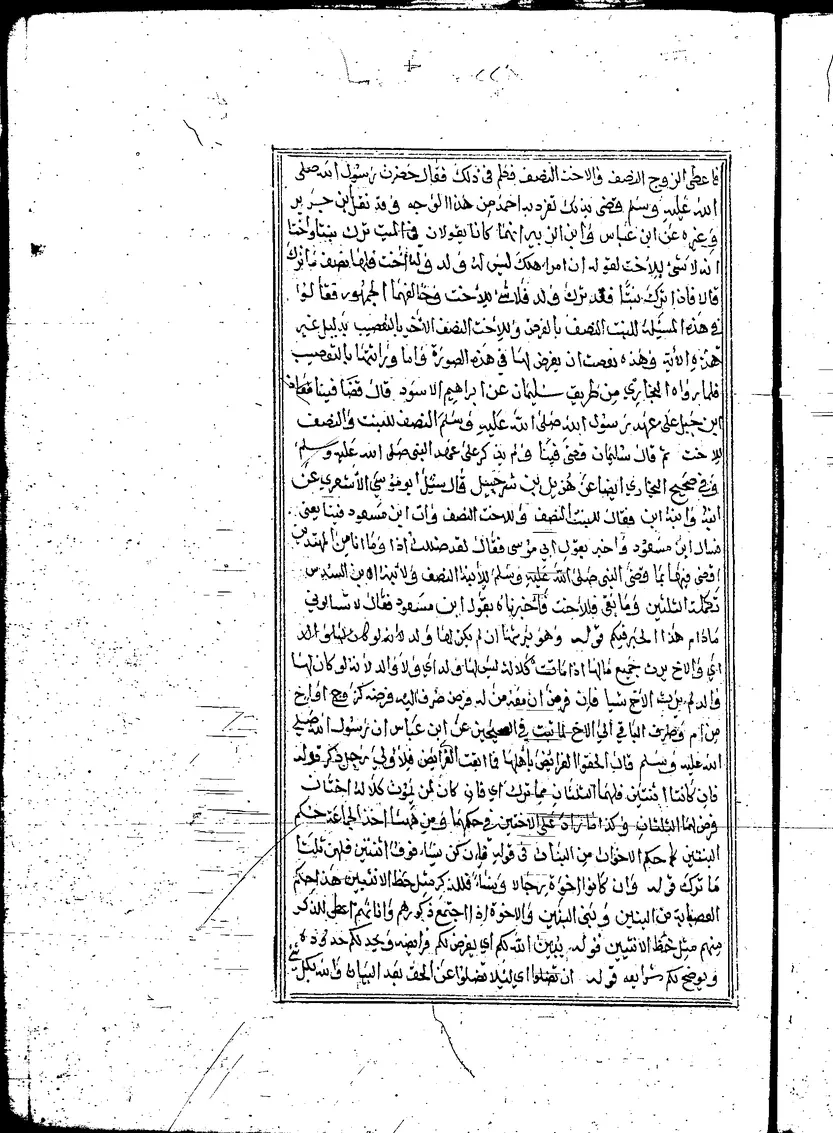 فاعطى الزوج النصف والاخت النصف فكلم في ذلك فقال حضرت رسول الله صلى
الله عليه وسلم قضى بذلك تفرد به احمد من هذا الوجه وقد نقل ابن جرير
وغيره عن ابن عباس وابن الزبير انهما كانا يقولان في الميت ترك بنتا واختا
انه لا شئ للاخت لقوله ان امرؤ هلك ليس له ولد وله اخت فلها نصف ما ترك
قالا فاذا ترك بنتا فقد ترك ولد فلا شئ للاخت وخالفهما الجمهور فقالوا
في هذه المسئلة للبنت النصف بالفرض وللاخت النصف الاخر بالتعصيب بدليل غير
هذه الاية وهذه نصت ان يفرض لها في هذه الصورة واما وراثتها بالتعصيب
فلما رواه البخاري من طريق سليمان عن ابراهيم الاسود قال قضا فينا معاذ
ابن جبل على عهد رسول الله صلى الله عليه وسلم النصف للبنت والنصف
للاخت ثم قال سليمان قضى فينا ولم يذكر على عهد النبي صلى الله عليه وسلم
وفي صحيح البخاري ايضا عن هزيل بن شرحبيل قال سئل ابو موسى الاشعري عن
ابنة وابنة ابن فقال للبنت النصف وللاخت النصف وات ابن مسعود فيتابعني
فسال ابن مسعود واخبر بقول ابي موسى فقال لقد ضللت اذا وما انا من المهتدين
اقضى فيها بما قضى النبي صلى الله عليه وسلم للابنة النصف ولابنة الابن السدس
تكملة الثلثين وما بقى فللاخت فاخبرناه بقول ابن مسعود فقال لا تسالوني
مادام هذا الحبر فيكم قوله وهو يرثها ان لم يكن لها ولد
اي والاخ يرث جميع مالها اذا ماتت كلالة ليس لها ولد اي ولا والد لانه لو كان لها
والد لم يرث الاخ شيا فان فرض ان معه من له فرض صرف اليه فرضه كزوج او اخ
من ام وصرف الباقي الى الاخ لما ثبت في الصحيحين عن ابن عباس ان رسول الله صلى
الله عليه وسلم قال الحقوا الفرائض باهلها فما ابقت الفرائض فلاولي رجل ذكر قوله
فان كانتا اثنتين فلهما الثلثان مما ترك اي فان كان لمن يموت كلالة اختان
فرض لهما الثلثان وكذا ما زاد على الاختين في حكمهما ومن هنا اخذ الجماعة حكم
البنتين كما حكم الاخوات من البنات في قوله فان كن نساء فوق اثنتين فلهن ثلثا
ما ترك قوله وان كانوا اخوة رجالا ونساء فللذكر مثل حظ الانثيين هذا حكم
العصبات من البنين وبني البنين والاخوة اذا اجتمع ذكورهم واناثهم اعطي للذكر
منهم مثل حظ الانثيين قوله يبين الله لكم اي يفرض لكم فرائضه ويحد لكم حدوده
ويوضح لكم شرايعه قوله ان تضلوا اي ليلا تضلوا عن الحق بعد البيان والله بكل شئ